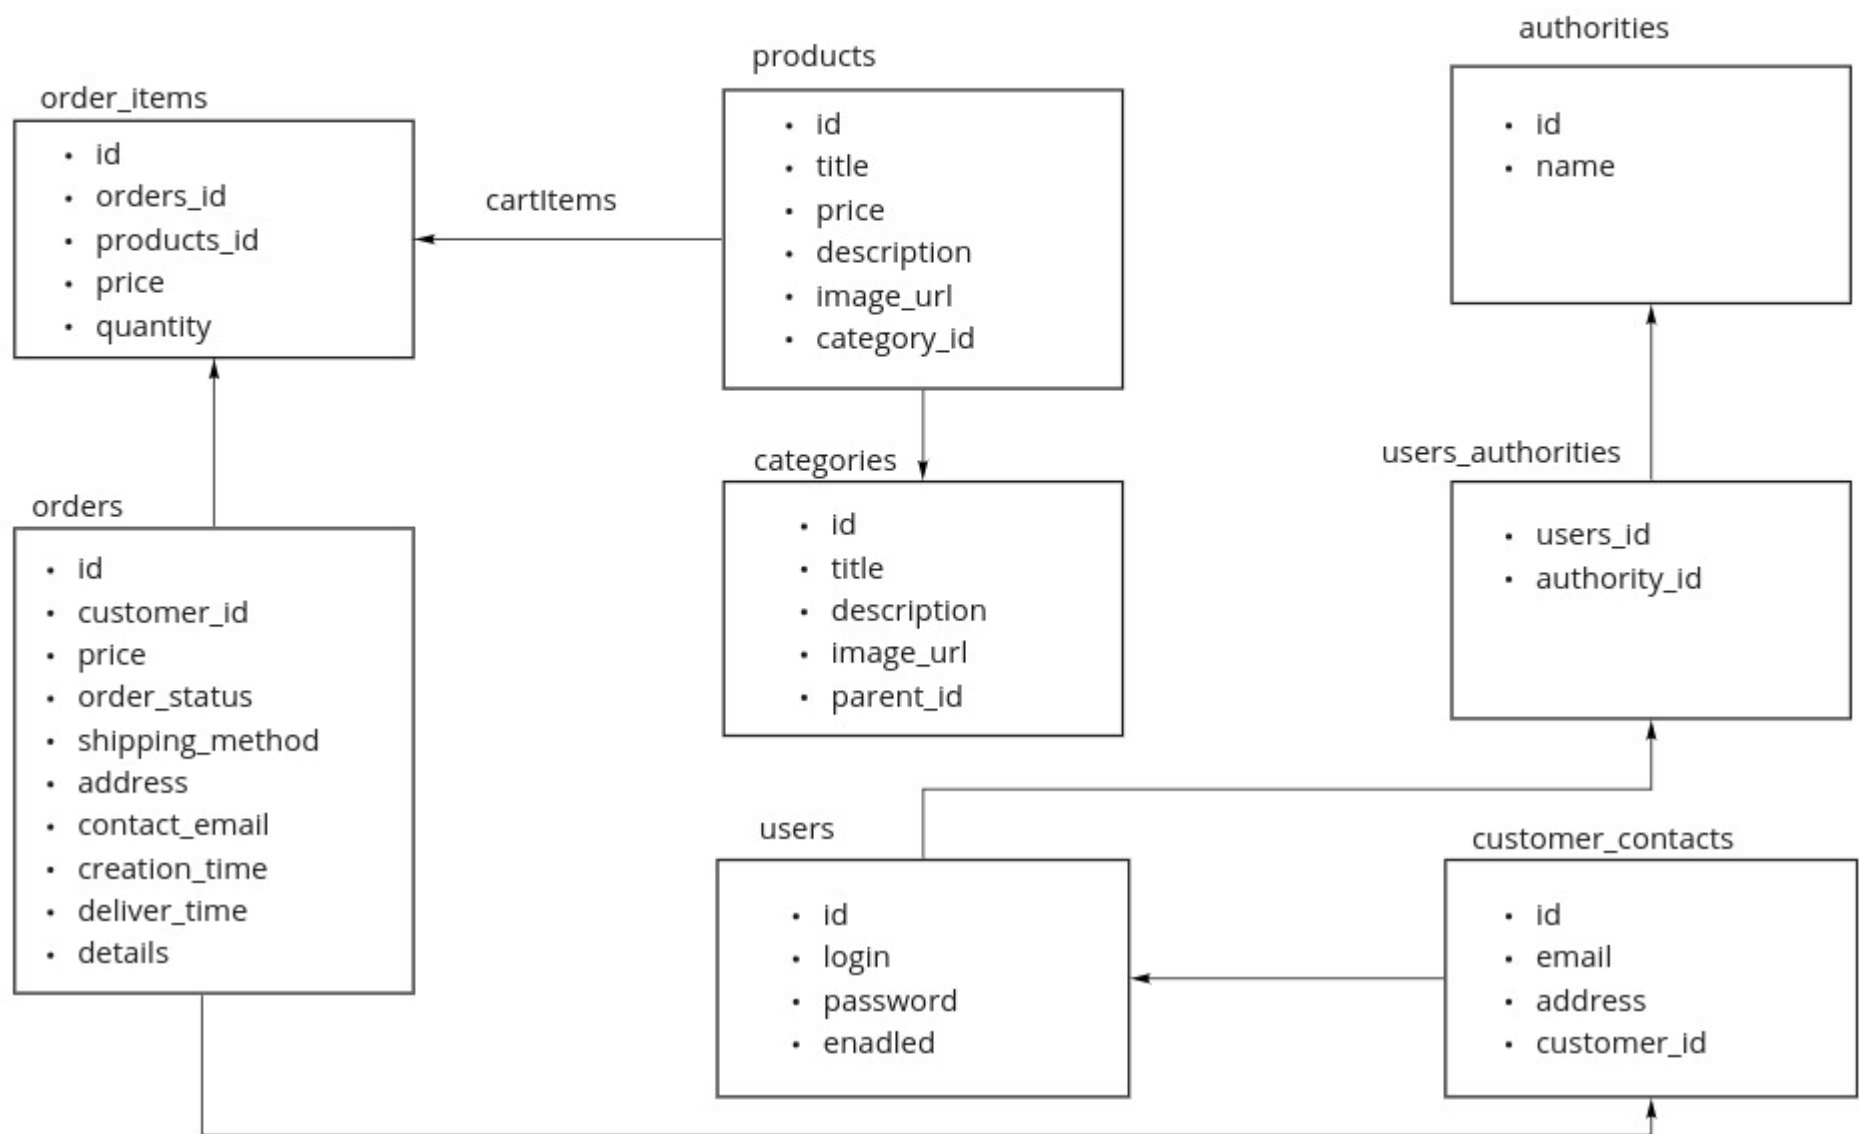 order_items
• id
• orders_id
• products_id
• price
• quantity
cartItems
products
• id
• title
• price
• description
• image_url
• category_id
authorities
• id
• name
orders
• id
• customer_id
• price
• order_status
• shipping_method
• address
• contact_email
• creation_time
• deliver_time
• details
categories
• id
• title
• description
• image_url
• parent_id
users_authorities
• users_id
• authority_id
users
• id
• login
• password
• enadled
customer_contacts
• id
• email
• address
• customer_id